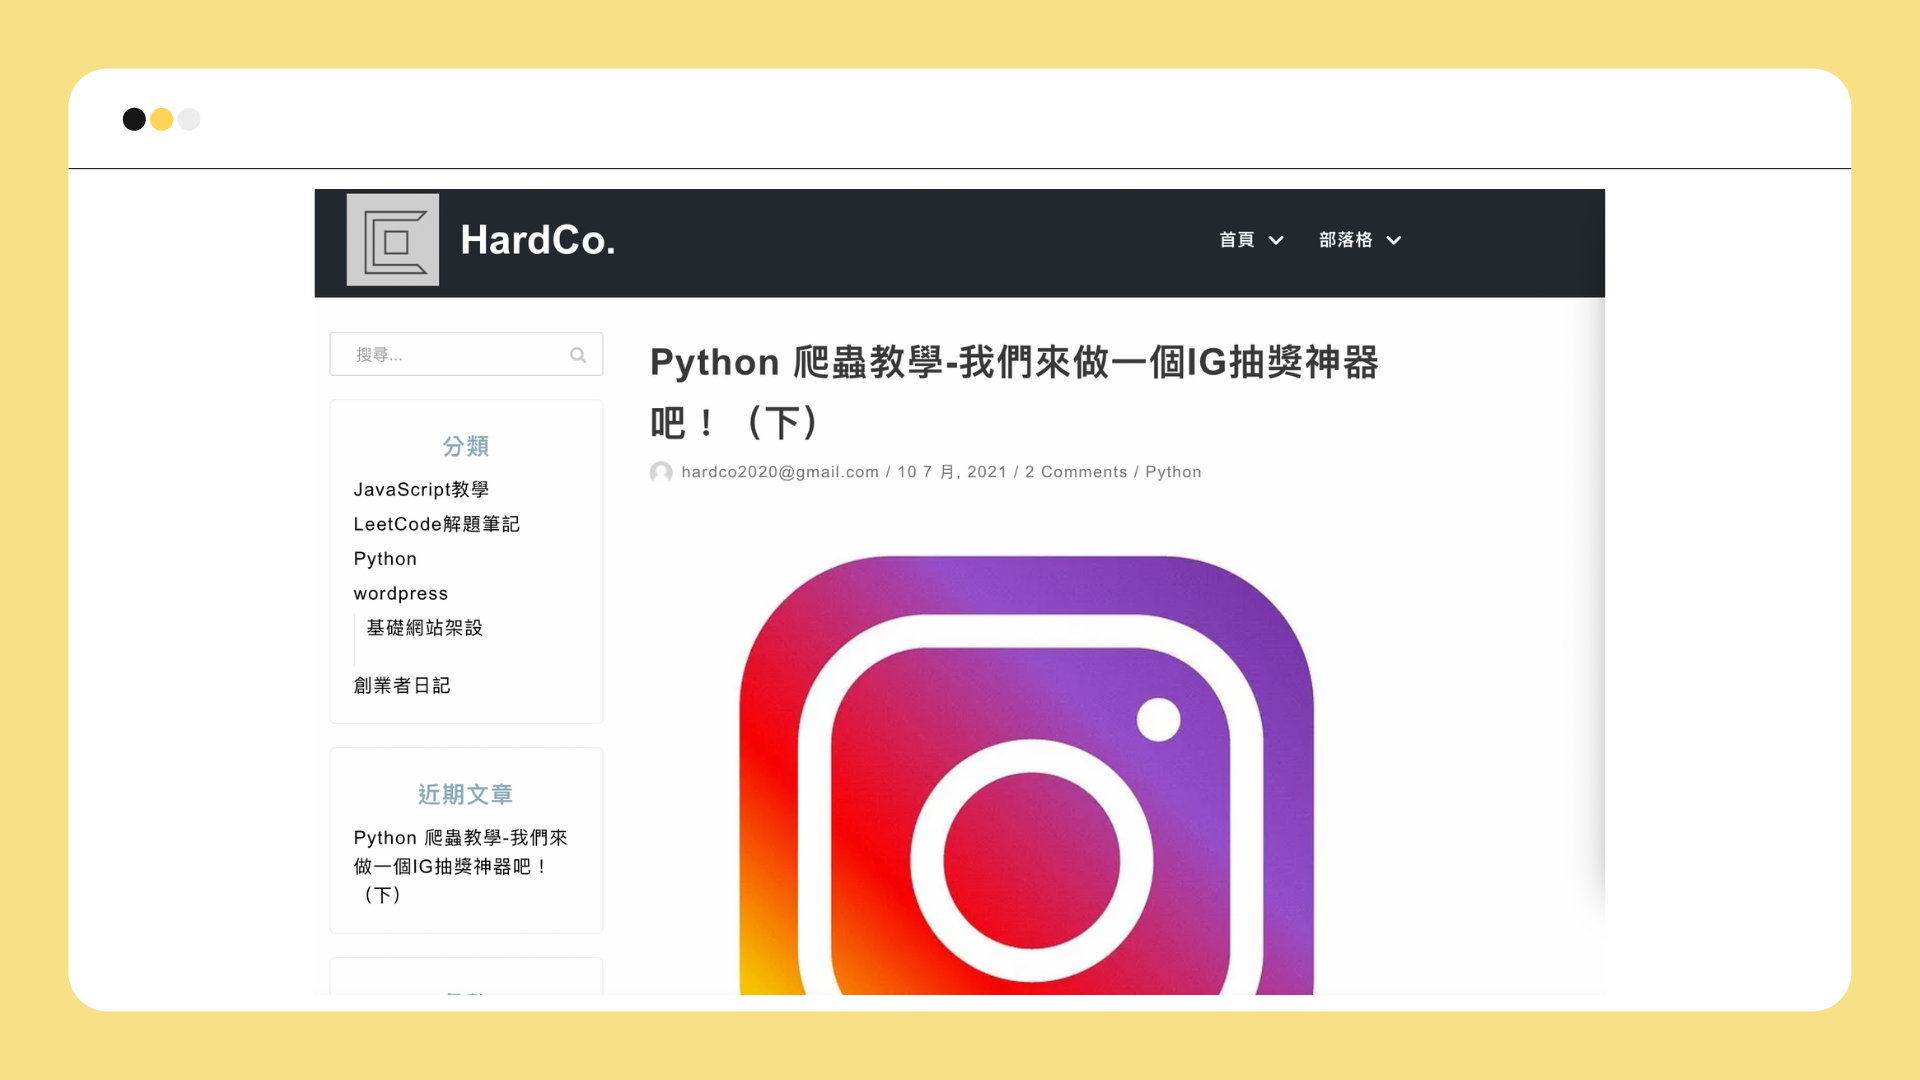 HardCo.
首頁
部落格
搜尋...
分類
JavaScript教學
LeetCode解題筆記
Python
wordpress
基礎網站架設
創業者日記
近期文章
Python 爬蟲教學-我們來
做一個IG抽獎神器吧！
（下）
Python 爬蟲教學-我們來做一個IG抽獎神器
吧！（下）
hardco2020@gmail.com / 10 7 月, 2021 / 2 Comments / Python